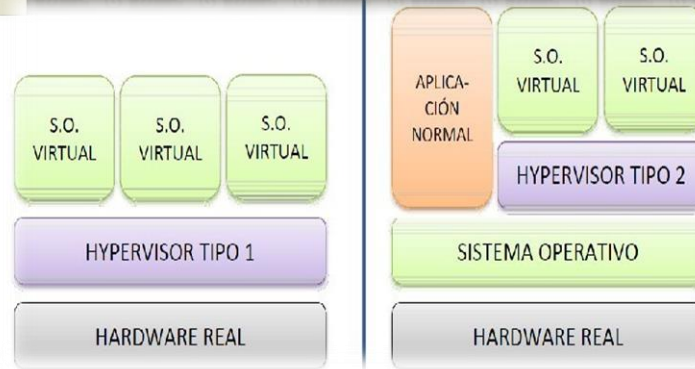 S.O.
VIRTUAL
S.O.
VIRTUAL
S.O.
VIRTUAL
HYPERVISOR TIPO 1
HARDWARE REAL
APLICA-
CIÓN
NORMAL
S.O.
VIRTUAL
S.O.
VIRTUAL
HYPERVISOR TIPO 2
SISTEMA OPERATIVO
HARDWARE REAL